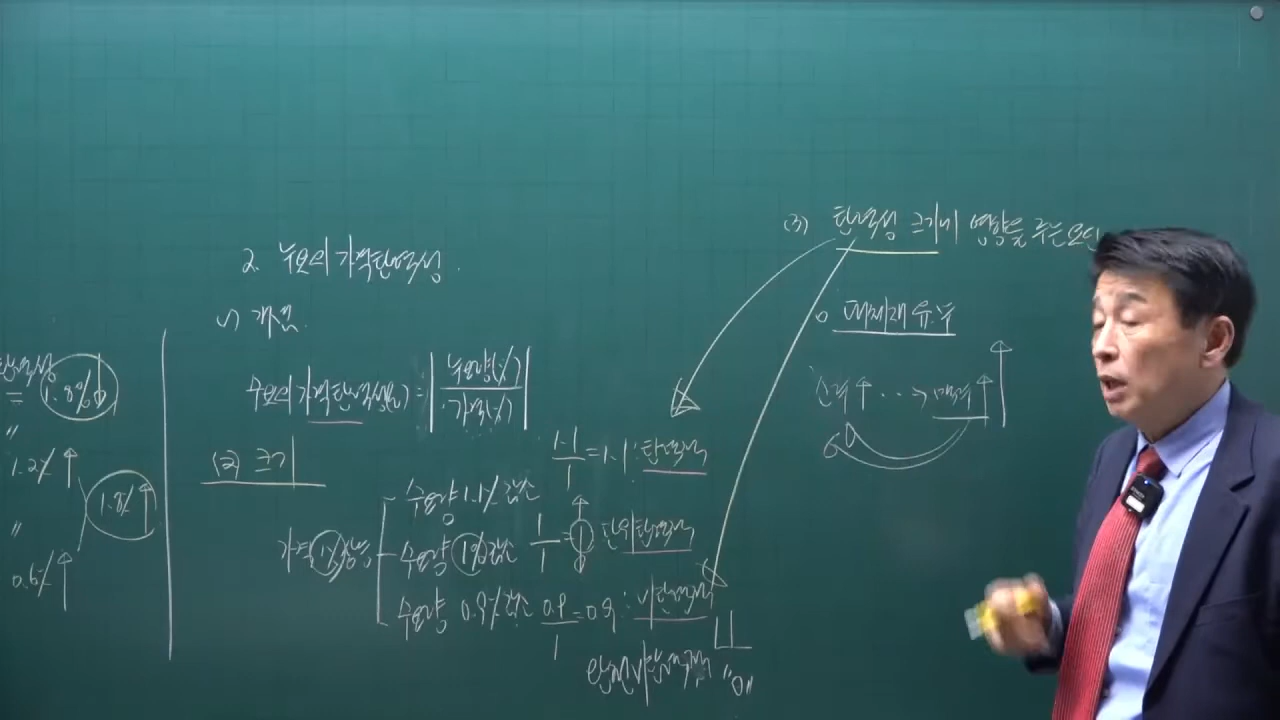 탄력성
= 1.8%↓
〃
1.2% ↑
1.8% ↑
〃
0.6% ↑
2. 수요의 가격탄력성.
(1) 개념.
수요의 가격탄력성(ε) = | 수요량(%) / 가격(%) |
(2) 크기
가격 1% 상승
수요량 1.1% 감소 1.1/1 = 1.1 : 탄력적
수요량 1% 감소 1/1 = 1 단위탄력적
수요량 0.9% 감소 0.9/1 = 0.9 : 비탄력적
완전비탄력적 "0"
(3) 탄력성 크기에 영향을 주는 요인
○ 대체재 유·무
↑ ‥→ ↑